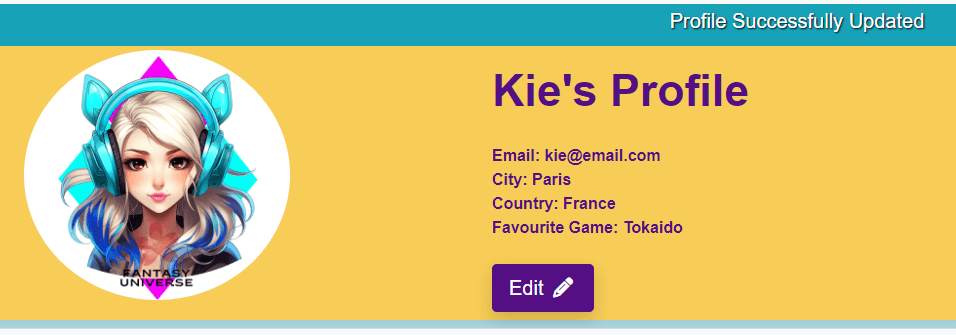 Profile Successfully Updated
Kie's Profile
Email: kie@email.com
City: Paris
Country: France
Favourite Game: Tokaido
Edit
FANTASY
UNIVERSE